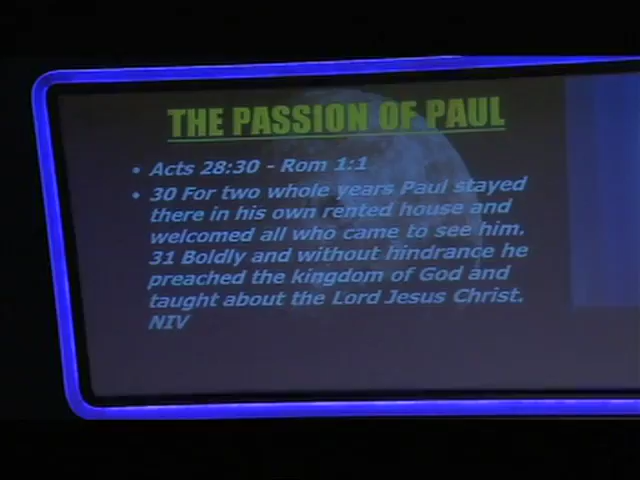 THE PASSION OF PAUL
• Acts 28:30 - Rom 1:1
• 30 For two whole years Paul stayed
there in his own rented house and
welcomed all who came to see him.
31 Boldly and without hindrance he
preached the kingdom of God and
taught about the Lord Jesus Christ.
NIV